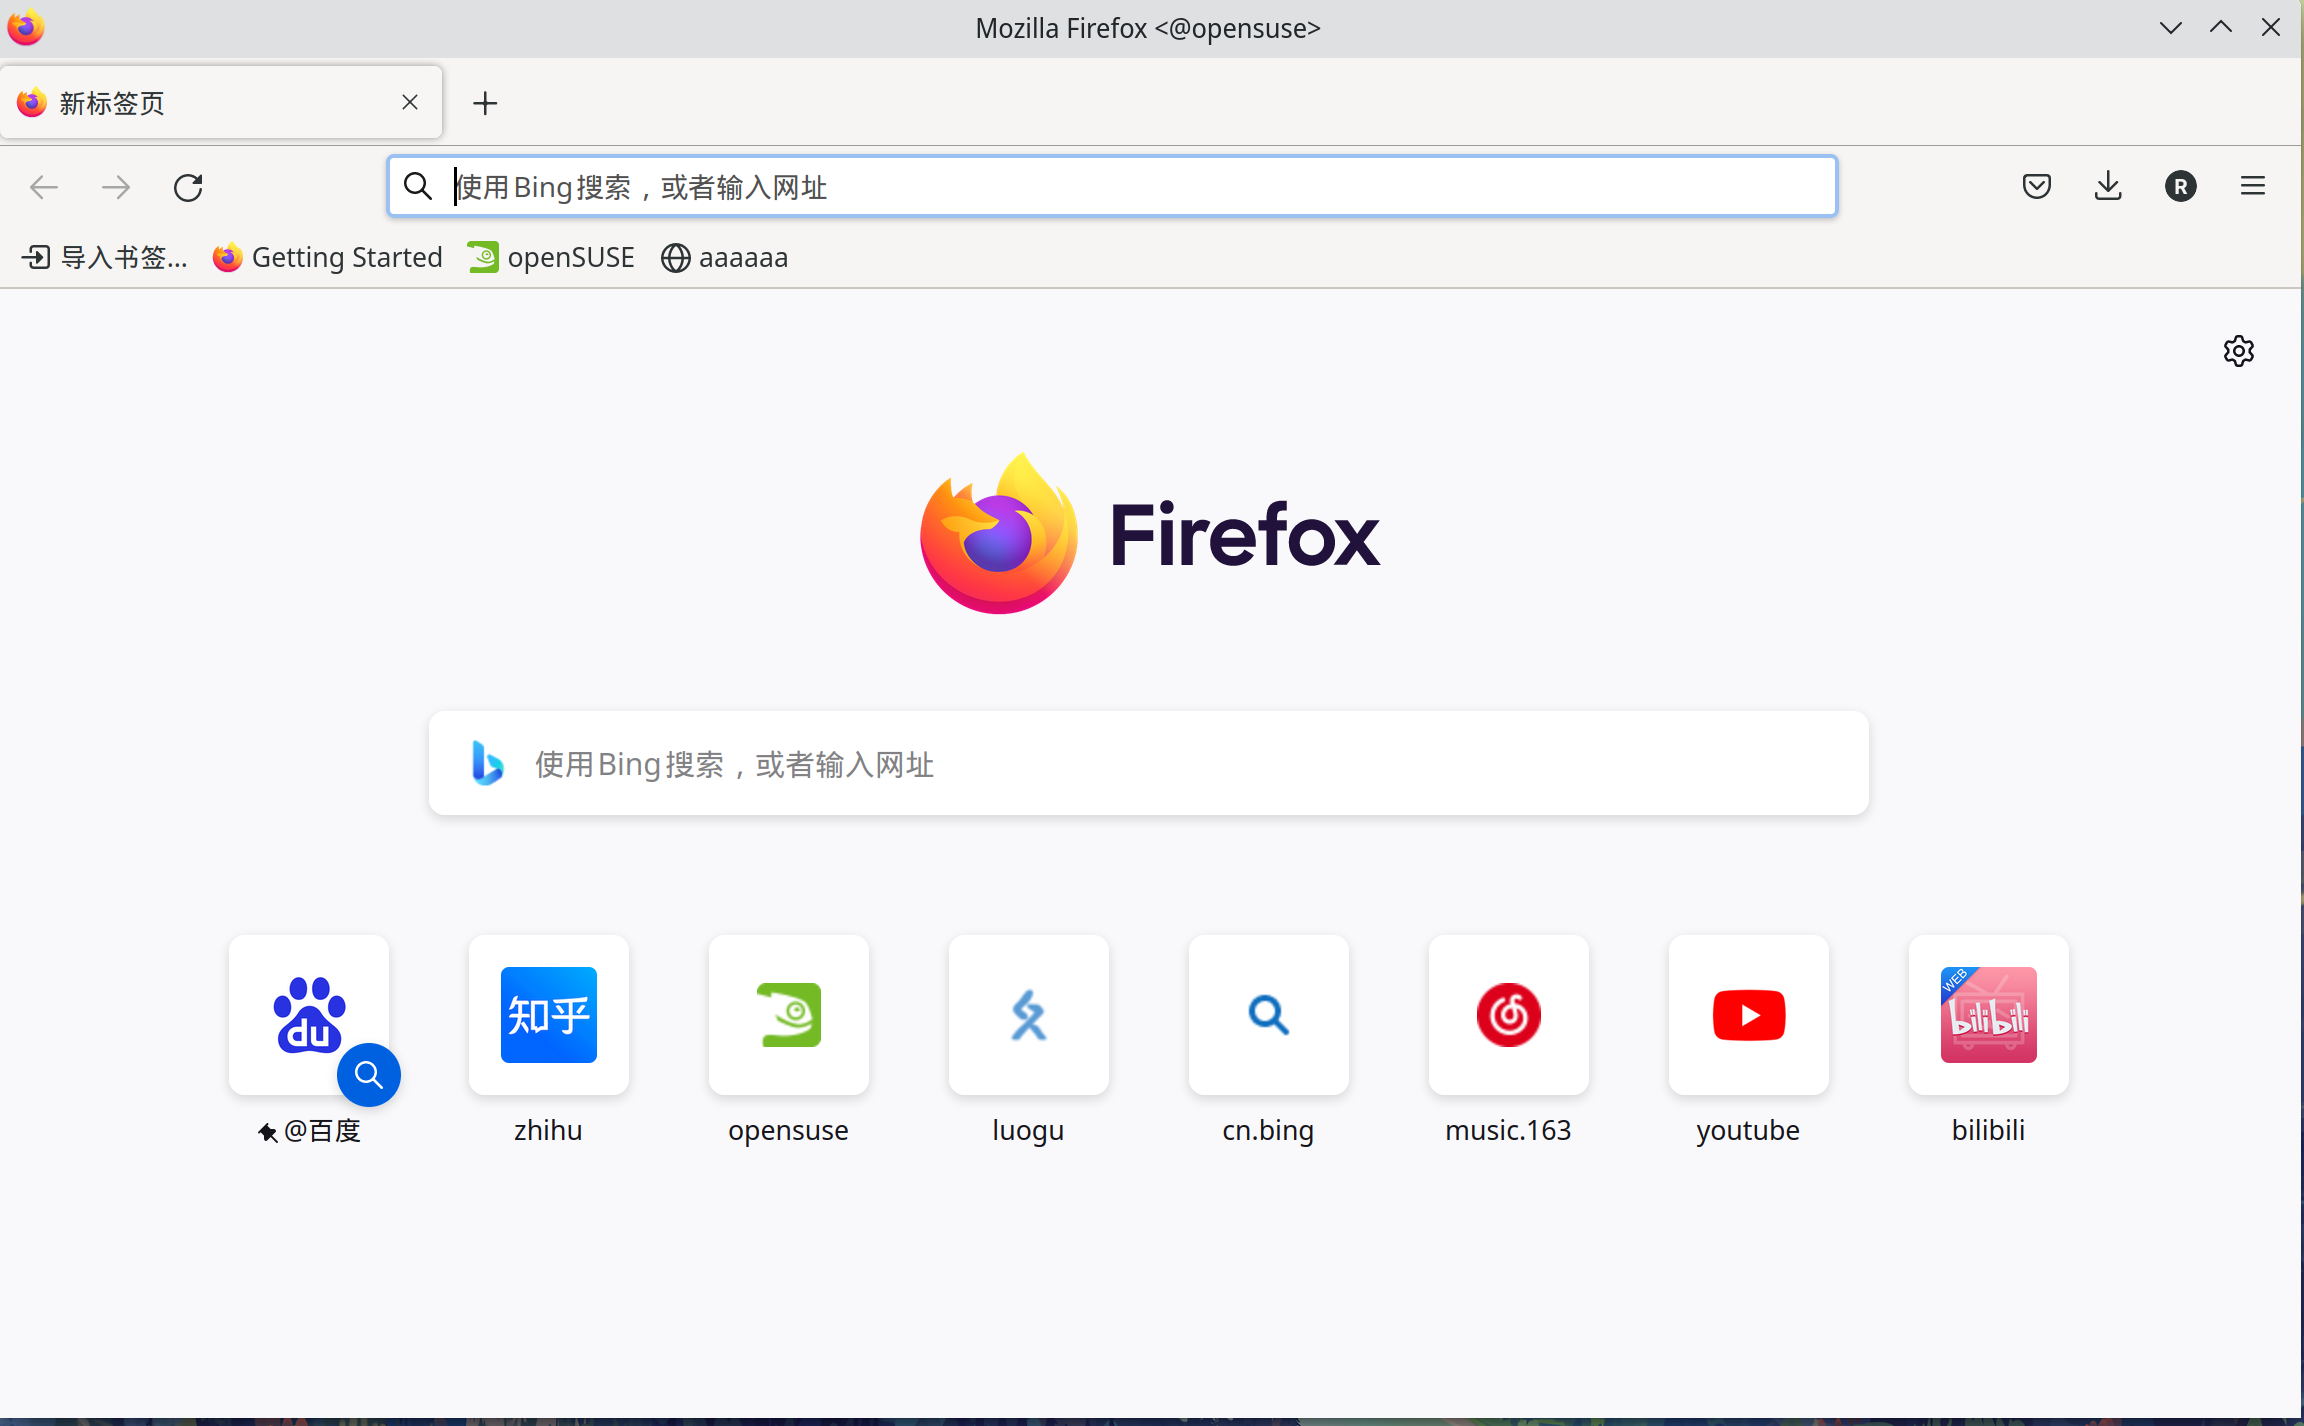 Mozilla Firefox <@opensuse>
新标签页
使用Bing搜索，或者输入网址
R
导入书签... Getting Started openSUSE aaaaaa
Firefox
使用Bing搜索，或者输入网址
du 知乎 WEB bilibili
@百度 zhihu opensuse luogu cn.bing music.163 youtube bilibili